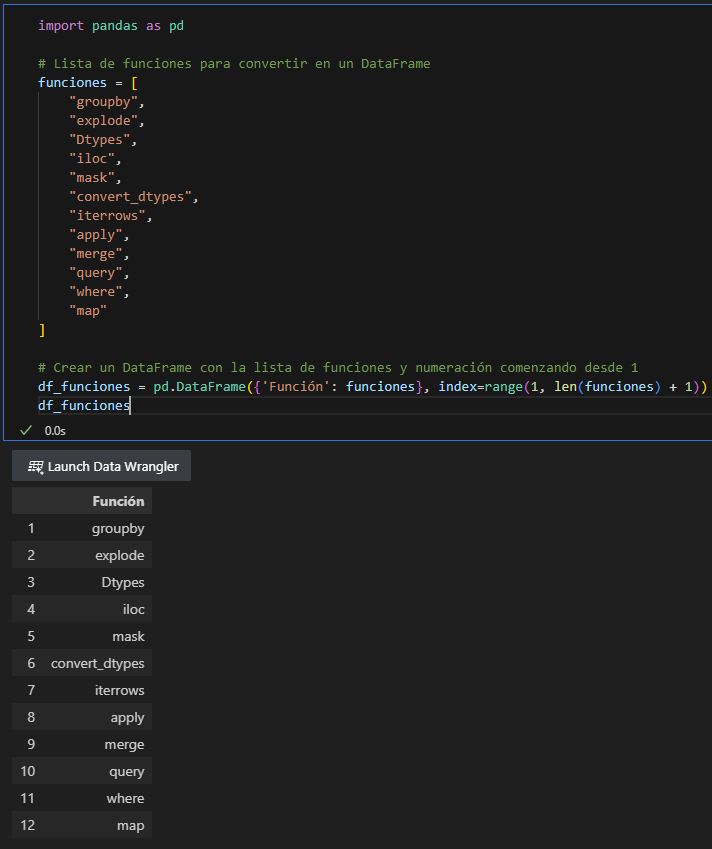 import pandas as pd
# Lista de funciones para convertir en un DataFrame
funciones = [
"groupby",
"explode",
"Dtypes",
"iloc",
"mask",
"convert_dtypes",
"iterrows",
"apply",
"merge",
"query",
"where",
"map"
]
# Crear un DataFrame con la lista de funciones y numeración comenzando desde 1
df_funciones = pd.DataFrame({'Función': funciones}, index=range(1, len(funciones) + 1))
df_funciones
0.0s
Launch Data Wrangler
Función
1 groupby
2 explode
3 Dtypes
4 iloc
5 mask
6 convert_dtypes
7 iterrows
8 apply
9 merge
10 query
11 where
12 map